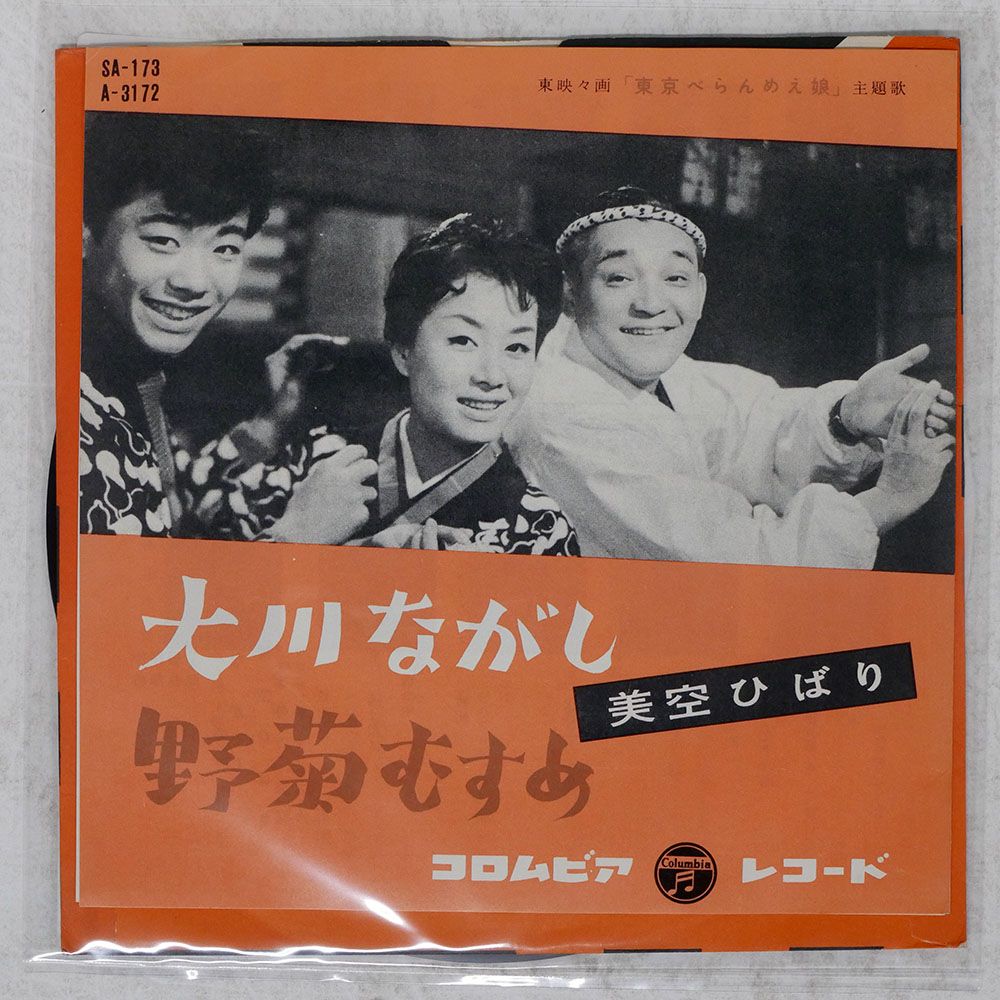 SA-173
A-3172
東映々画「東京べらんめえ娘」主題歌
大川ながし
美空ひばり
野菊むすめ
コロムビア Columbia レコード